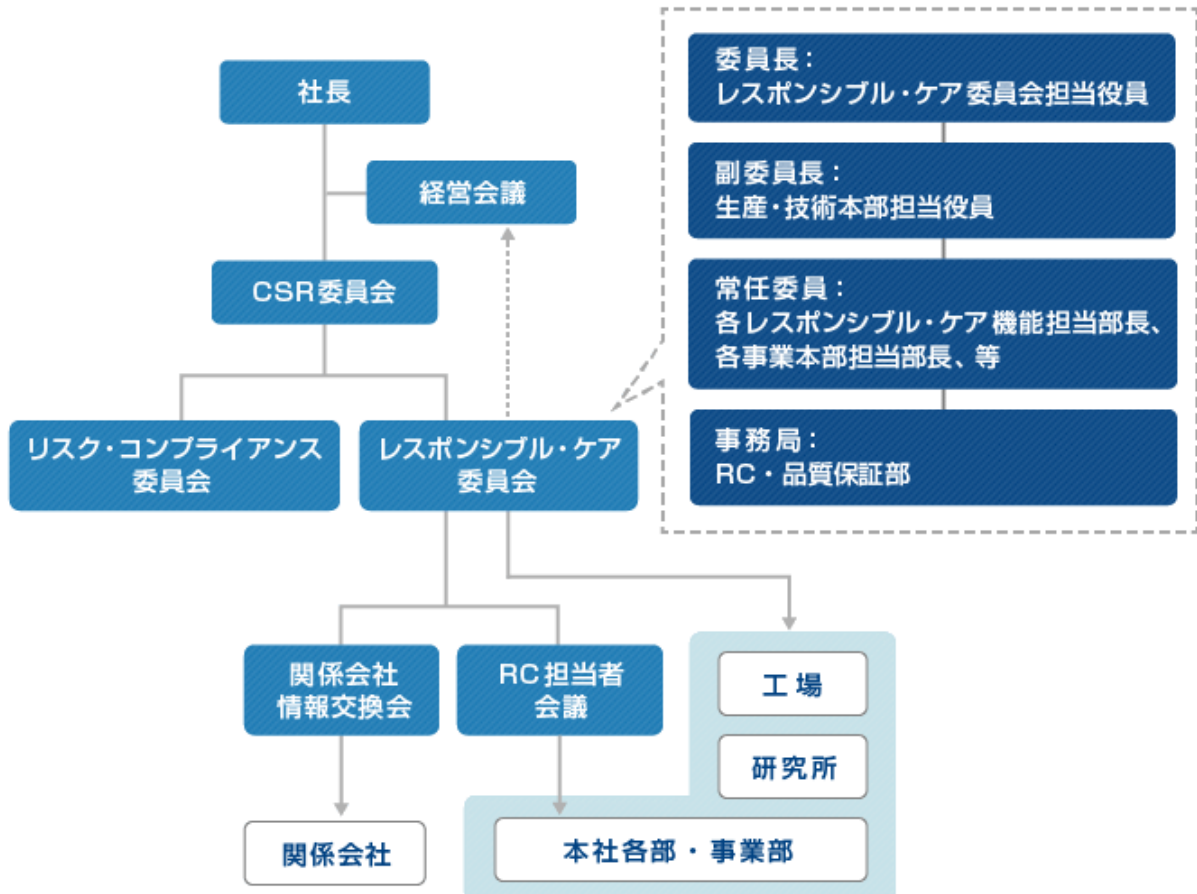 社長
経営会議
CSR委員会
リスク・コンプライアンス
委員会
レスポンシブル・ケア
委員会
委員長：
レスポンシブル・ケア委員会担当役員
副委員長：
生産・技術本部担当役員
常任委員：
各レスポンシブル・ケア機能担当部長、
各事業本部担当部長、等
事務局：
RC・品質保証部
関係会社
情報交換会
RC担当者
会議
工場
研究所
関係会社
本社各部・事業部